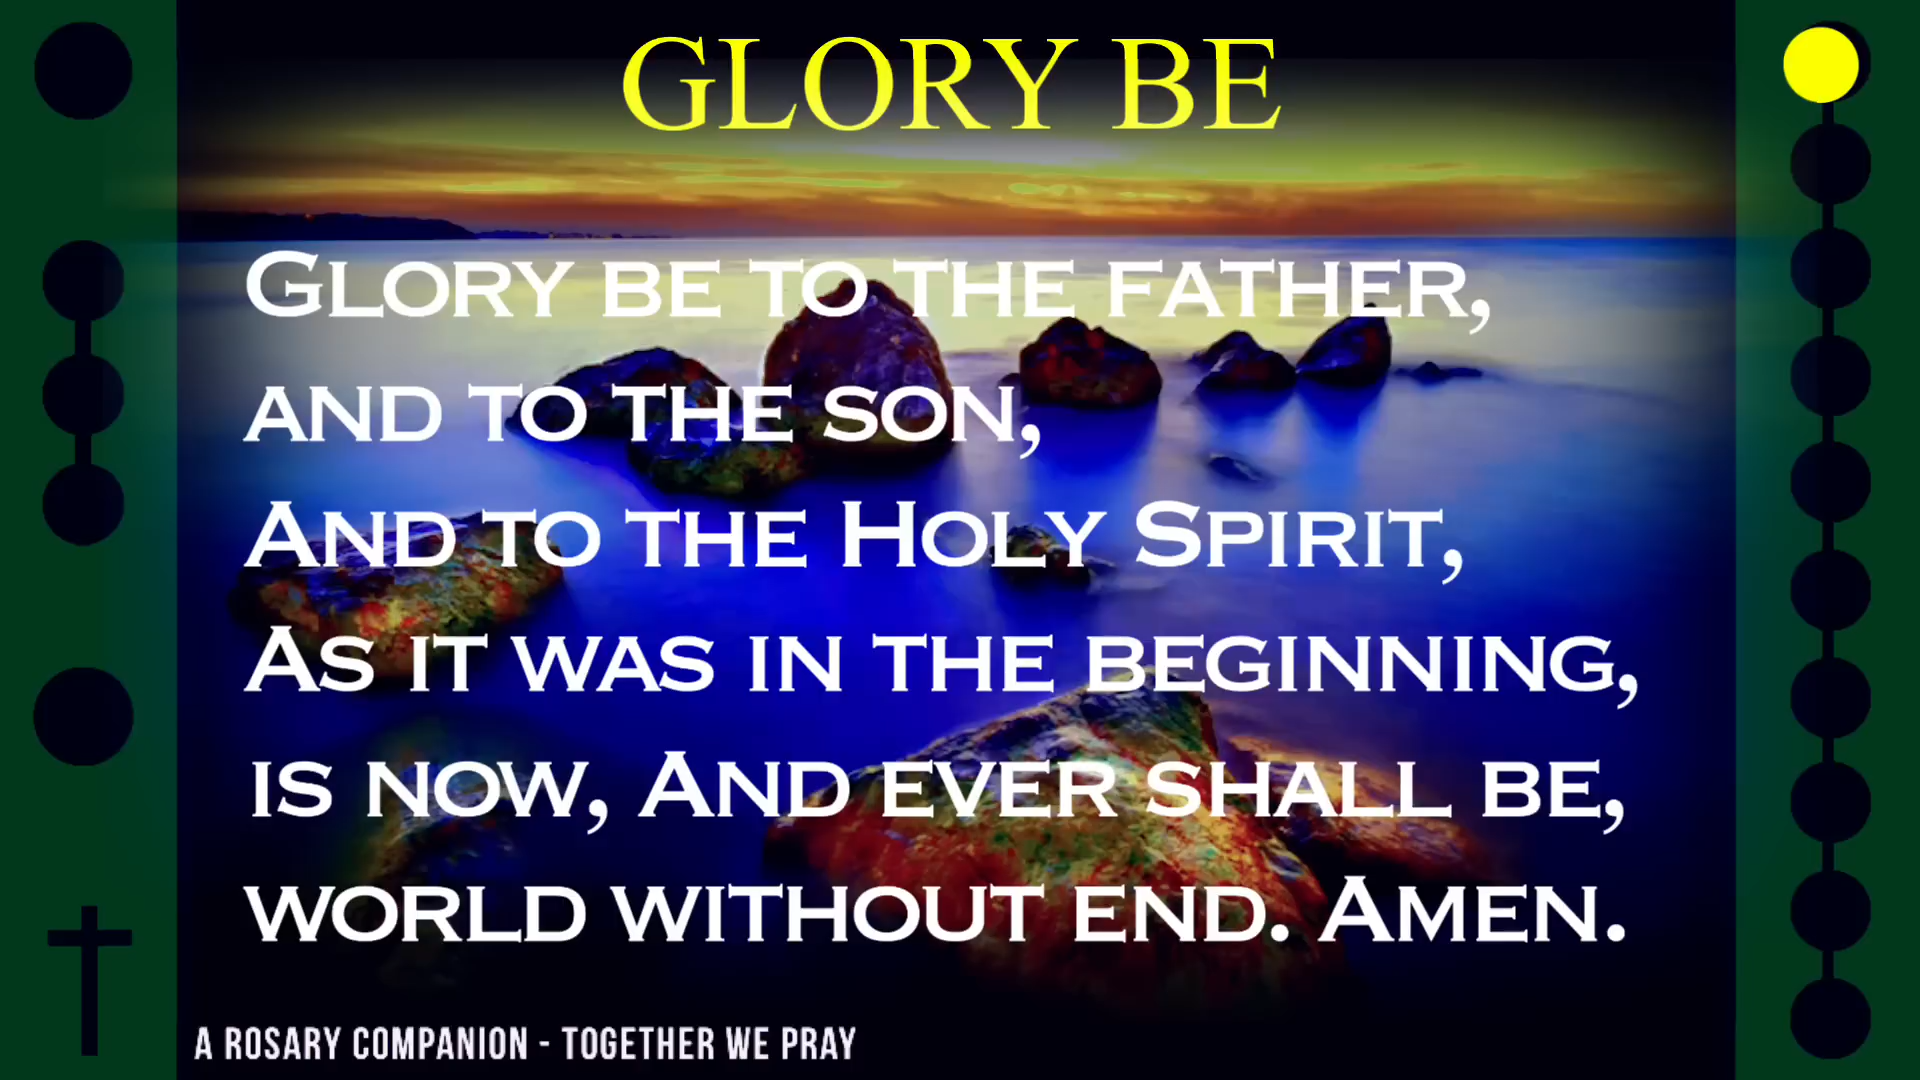 GLORY BE
Glory be to the father,
and to the son,
And to the Holy Spirit,
As it was in the beginning,
is now, And ever shall be,
world without end. Amen.
A ROSARY COMPANION - TOGETHER WE PRAY